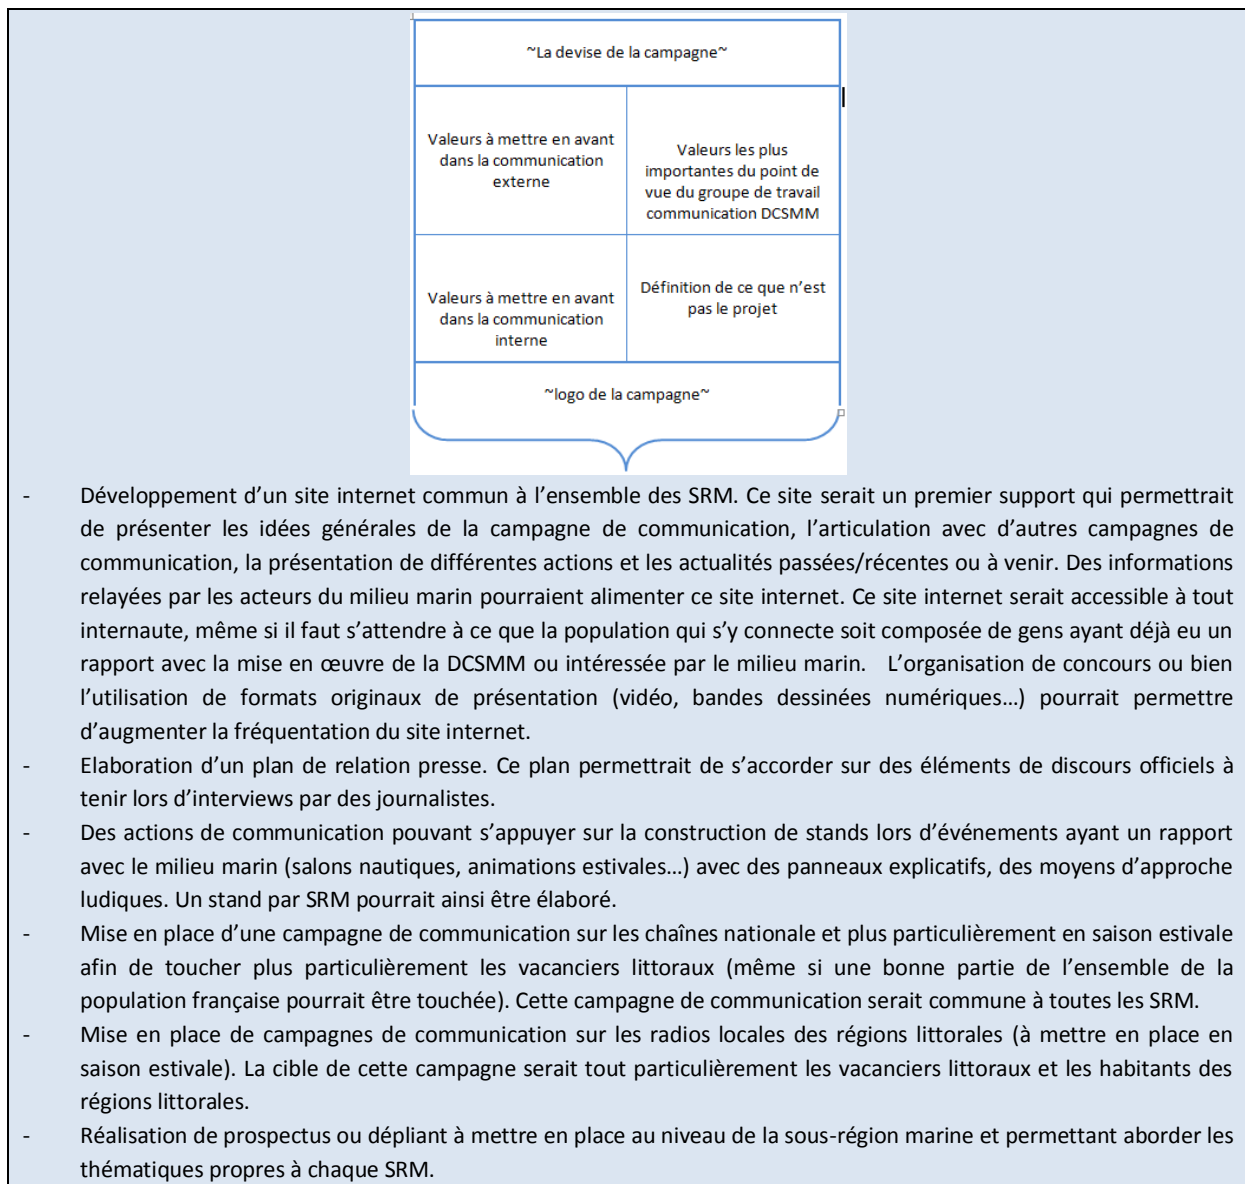 ~La devise de la campagne~
Valeurs à mettre en avant
dans la communication
externe
Valeurs les plus
importantes du point de
vue du groupe de travail
communication DCSMM
Valeurs à mettre en avant
dans la communication
interne
Définition de ce que n’est
pas le projet
~logo de la campagne~
- Développement d’un site internet commun à l’ensemble des SRM. Ce site serait un premier support qui permettrait
de présenter les idées générales de la campagne de communication, l’articulation avec d’autres campagnes de
communication, la présentation de différentes actions et les actualités passées/récentes ou à venir. Des informations
relayées par les acteurs du milieu marin pourraient alimenter ce site internet. Ce site internet serait accessible à tout
internaute, même si il faut s’attendre à ce que la population qui s’y connecte soit composée de gens ayant déjà eu un
rapport avec la mise en œuvre de la DCSMM ou intéressée par le milieu marin. L’organisation de concours ou bien
l’utilisation de formats originaux de présentation (vidéo, bandes dessinées numériques…) pourrait permettre
d’augmenter la fréquentation du site internet.
- Elaboration d’un plan de relation presse. Ce plan permettrait de s’accorder sur des éléments de discours officiels à
tenir lors d’interviews par des journalistes.
- Des actions de communication pouvant s’appuyer sur la construction de stands lors d’événements ayant un rapport
avec le milieu marin (salons nautiques, animations estivales…) avec des panneaux explicatifs, des moyens d’approche
ludiques. Un stand par SRM pourrait ainsi être élaboré.
- Mise en place d’une campagne de communication sur les chaînes nationale et plus particulièrement en saison estivale
afin de toucher plus particulièrement les vacanciers littoraux (même si une bonne partie de l’ensemble de la
population française pourrait être touchée). Cette campagne de communication serait commune à toutes les SRM.
- Mise en place de campagnes de communication sur les radios locales des régions littorales (à mettre en place en
saison estivale). La cible de cette campagne serait tout particulièrement les vacanciers littoraux et les habitants des
régions littorales.
- Réalisation de prospectus ou dépliant à mettre en place au niveau de la sous-région marine et permettant aborder les
thématiques propres à chaque SRM.